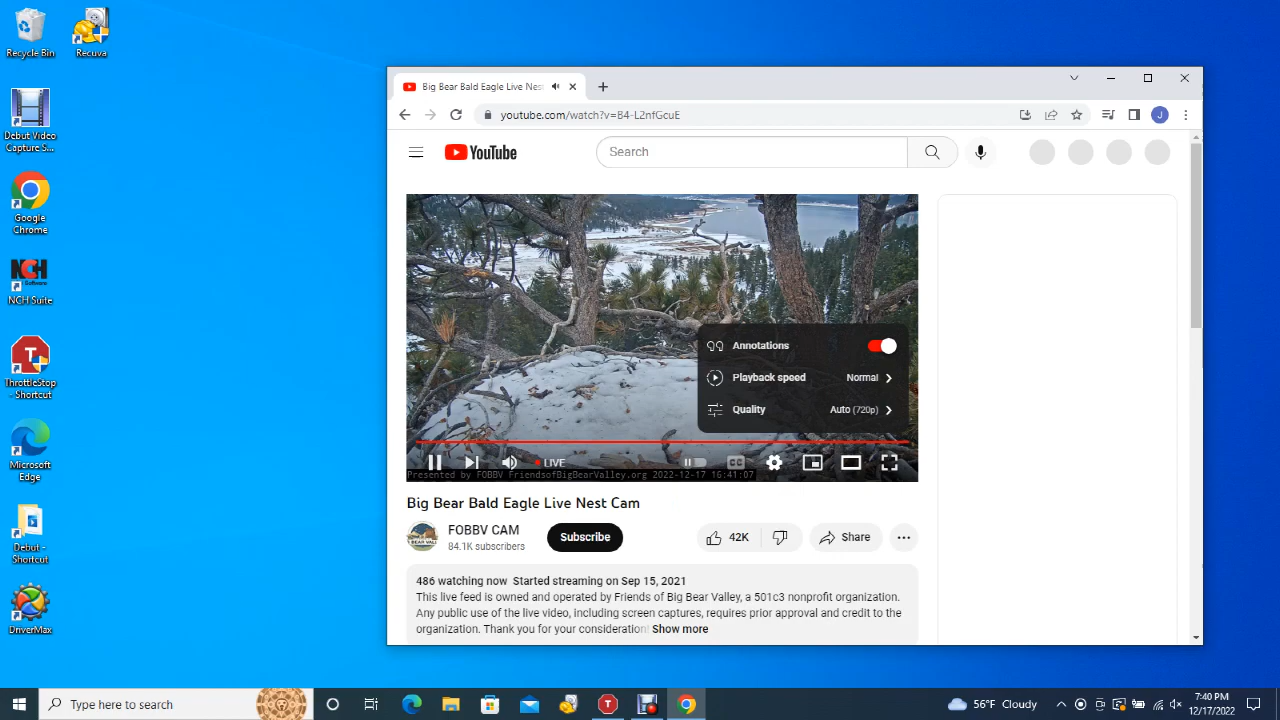 Recycle Bin
Recuva
Debut Video
Capture S...
Google
Chrome
NCH
Software
NCH Suite
ThrottleStop
- Shortcut
Microsoft
Edge
Debut -
Shortcut
DriverMax
Big Bear Bald Eagle Live Nest
youtube.com/watch?v=B4-L2nfGcuE
J
YouTube
Search
Annotations
Playback speed
Normal
Quality
Auto (720p)
LIVE
CC
Presented by FOBBV FriendsofBigBearValley.org 2022-12-17 16:41:07
Big Bear Bald Eagle Live Nest Cam
FOBBV CAM
84.1K subscribers
Subscribe
42K
Share
486 watching now Started streaming on Sep 15, 2021
This live feed is owned and operated by Friends of Big Bear Valley, a 501c3 nonprofit organization.
Any public use of the live video, including screen captures, requires prior approval and credit to the
organization. Thank you for your consideration! Show more
Type here to search
56°F Cloudy
7:40 PM
12/17/2022